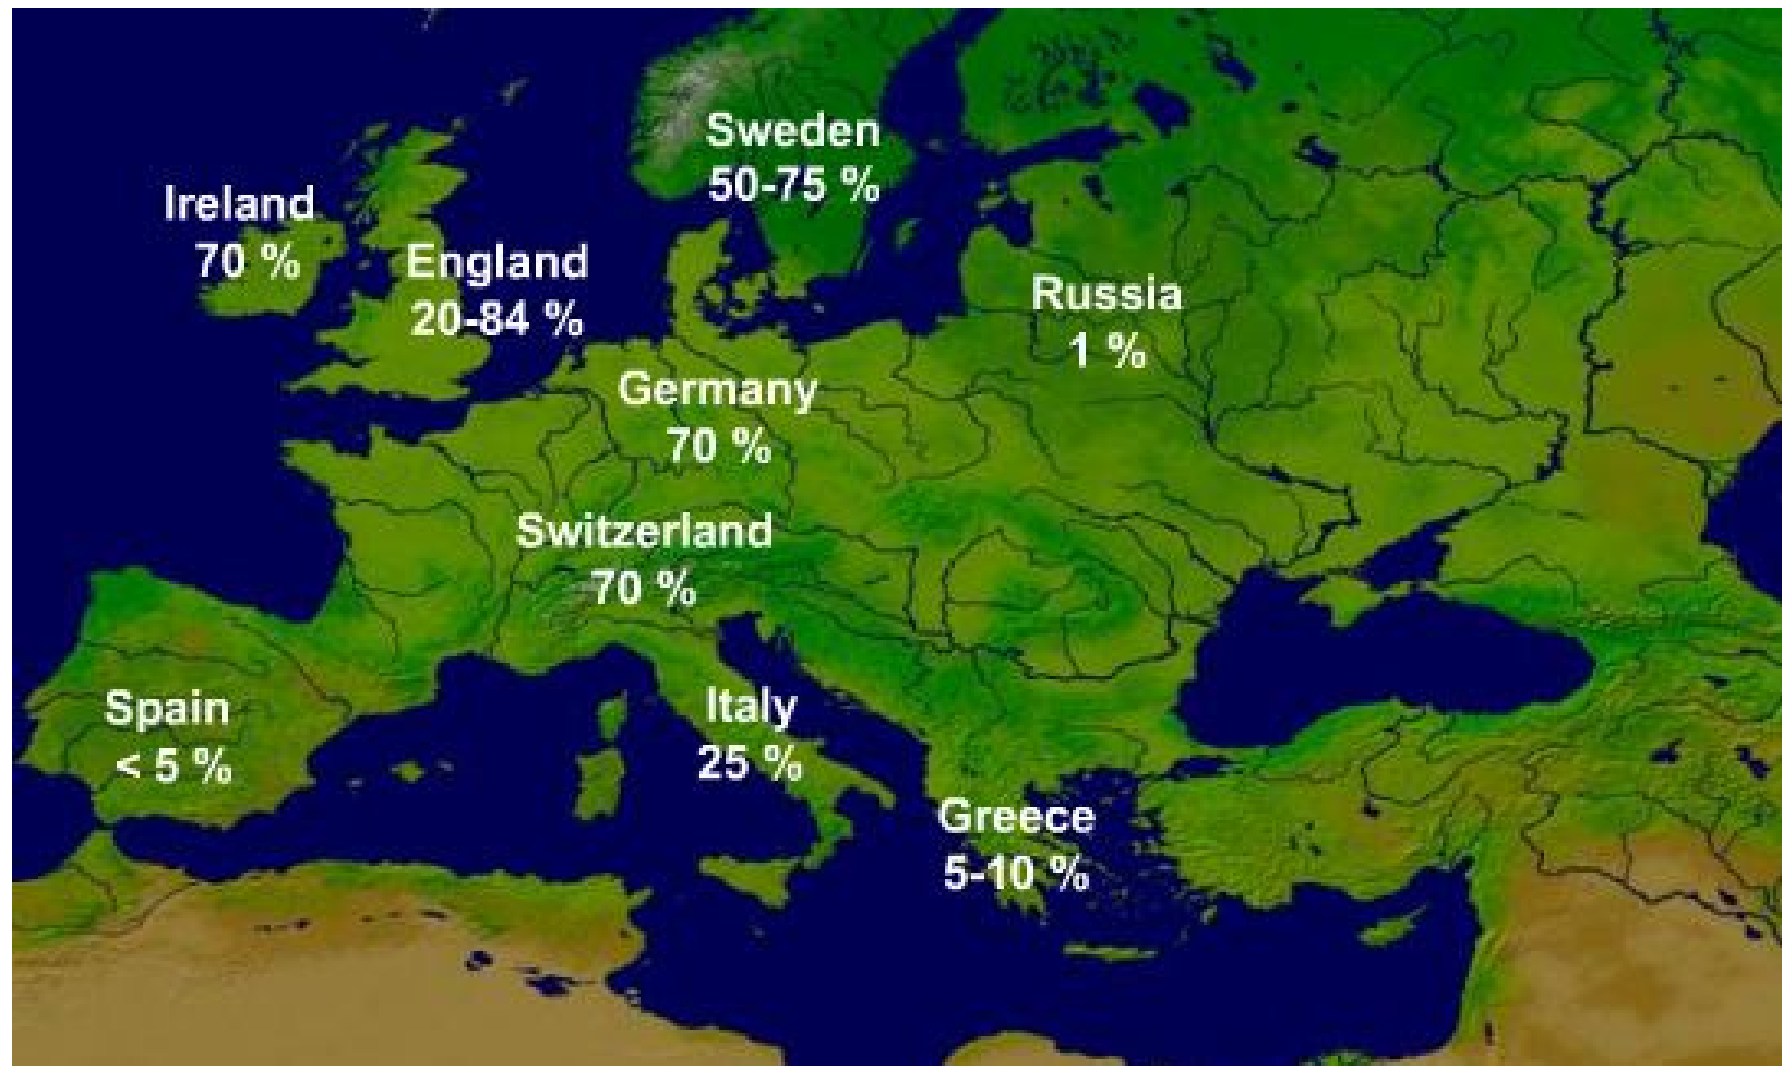 Sweden
50-75 %
Ireland
70 %
England
20-84 %
Russia
1 %
Germany
70 %
Switzerland
70 %
Spain
< 5 %
Italy
25 %
Greece
5-10 %